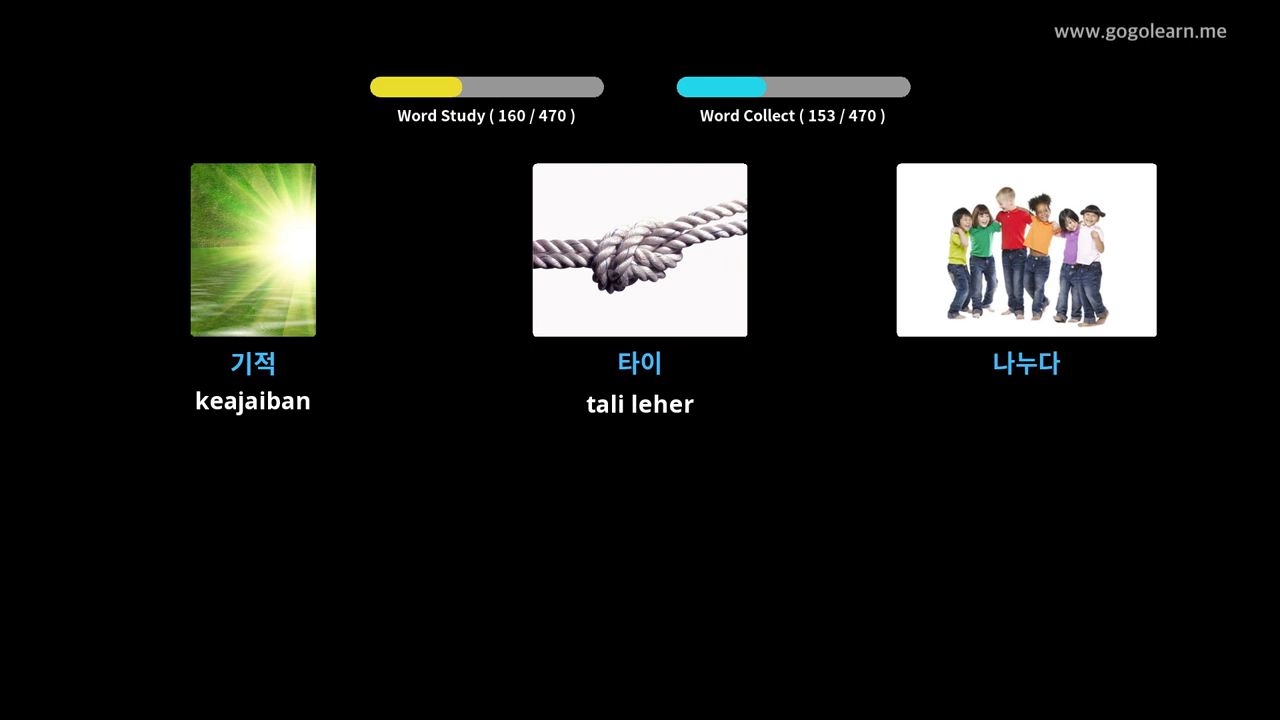 www.gogolearn.me
Word Study ( 160 / 470 )
Word Collect ( 153 / 470 )
기적
타이
나누다
keajaiban
tali leher